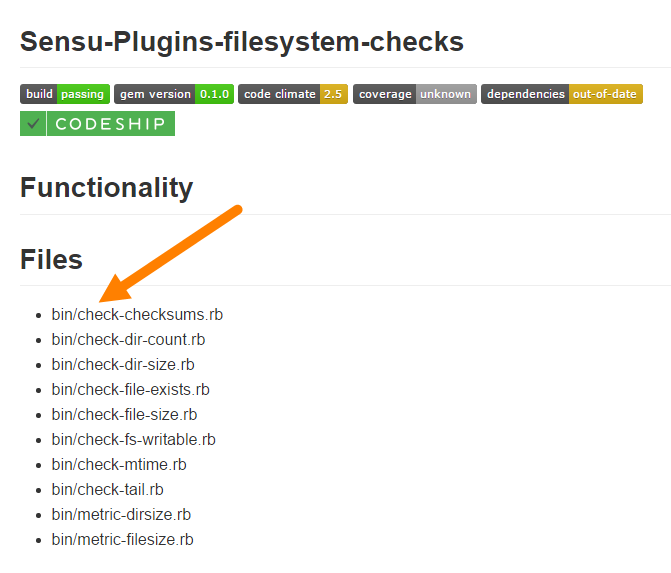 Sensu-Plugins-filesystem-checks
build passing gem version 0.1.0 code climate 2.5 coverage unknown dependencies out-of-date
CODESHIP
Functionality
Files
bin/check-checksums.rb
bin/check-dir-count.rb
bin/check-dir-size.rb
bin/check-file-exists.rb
bin/check-file-size.rb
bin/check-fs-writable.rb
bin/check-mtime.rb
bin/check-tail.rb
bin/metric-dirsize.rb
bin/metric-filesize.rb